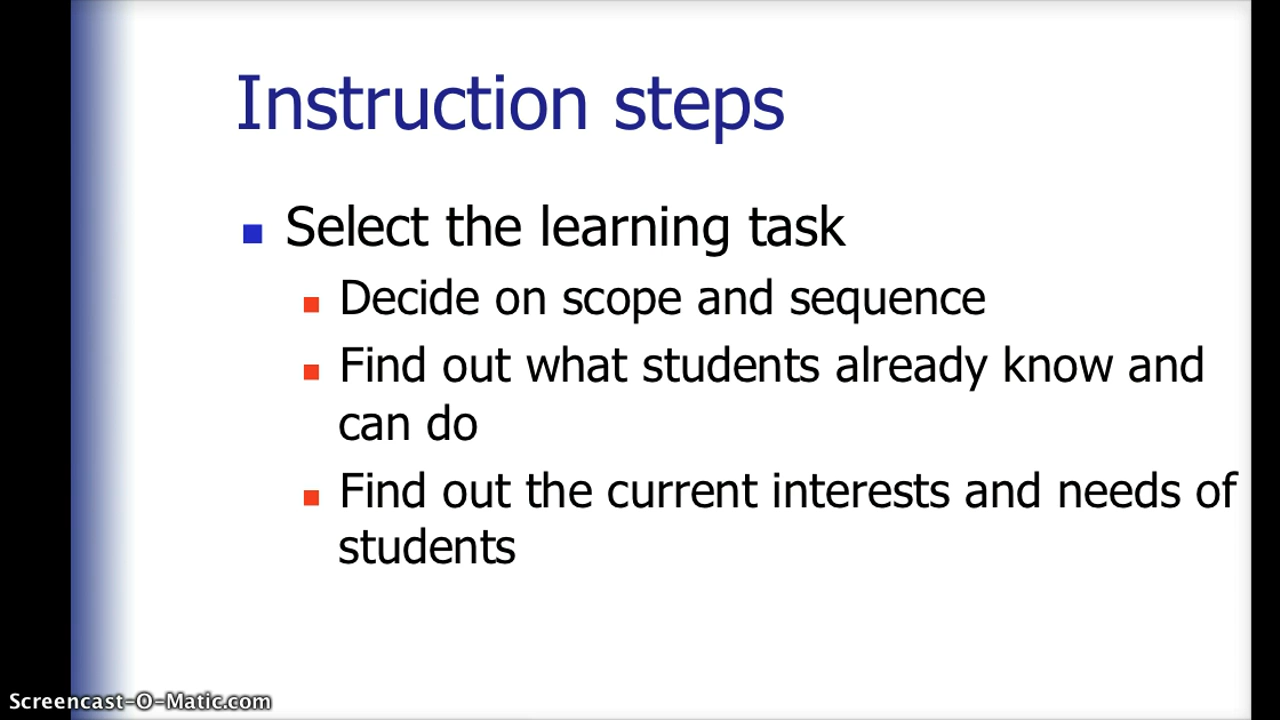 Instruction steps
Select the learning task
Decide on scope and sequence
Find out what students already know and
can do
Find out the current interests and needs of
students
Screencast-O-Matic.com